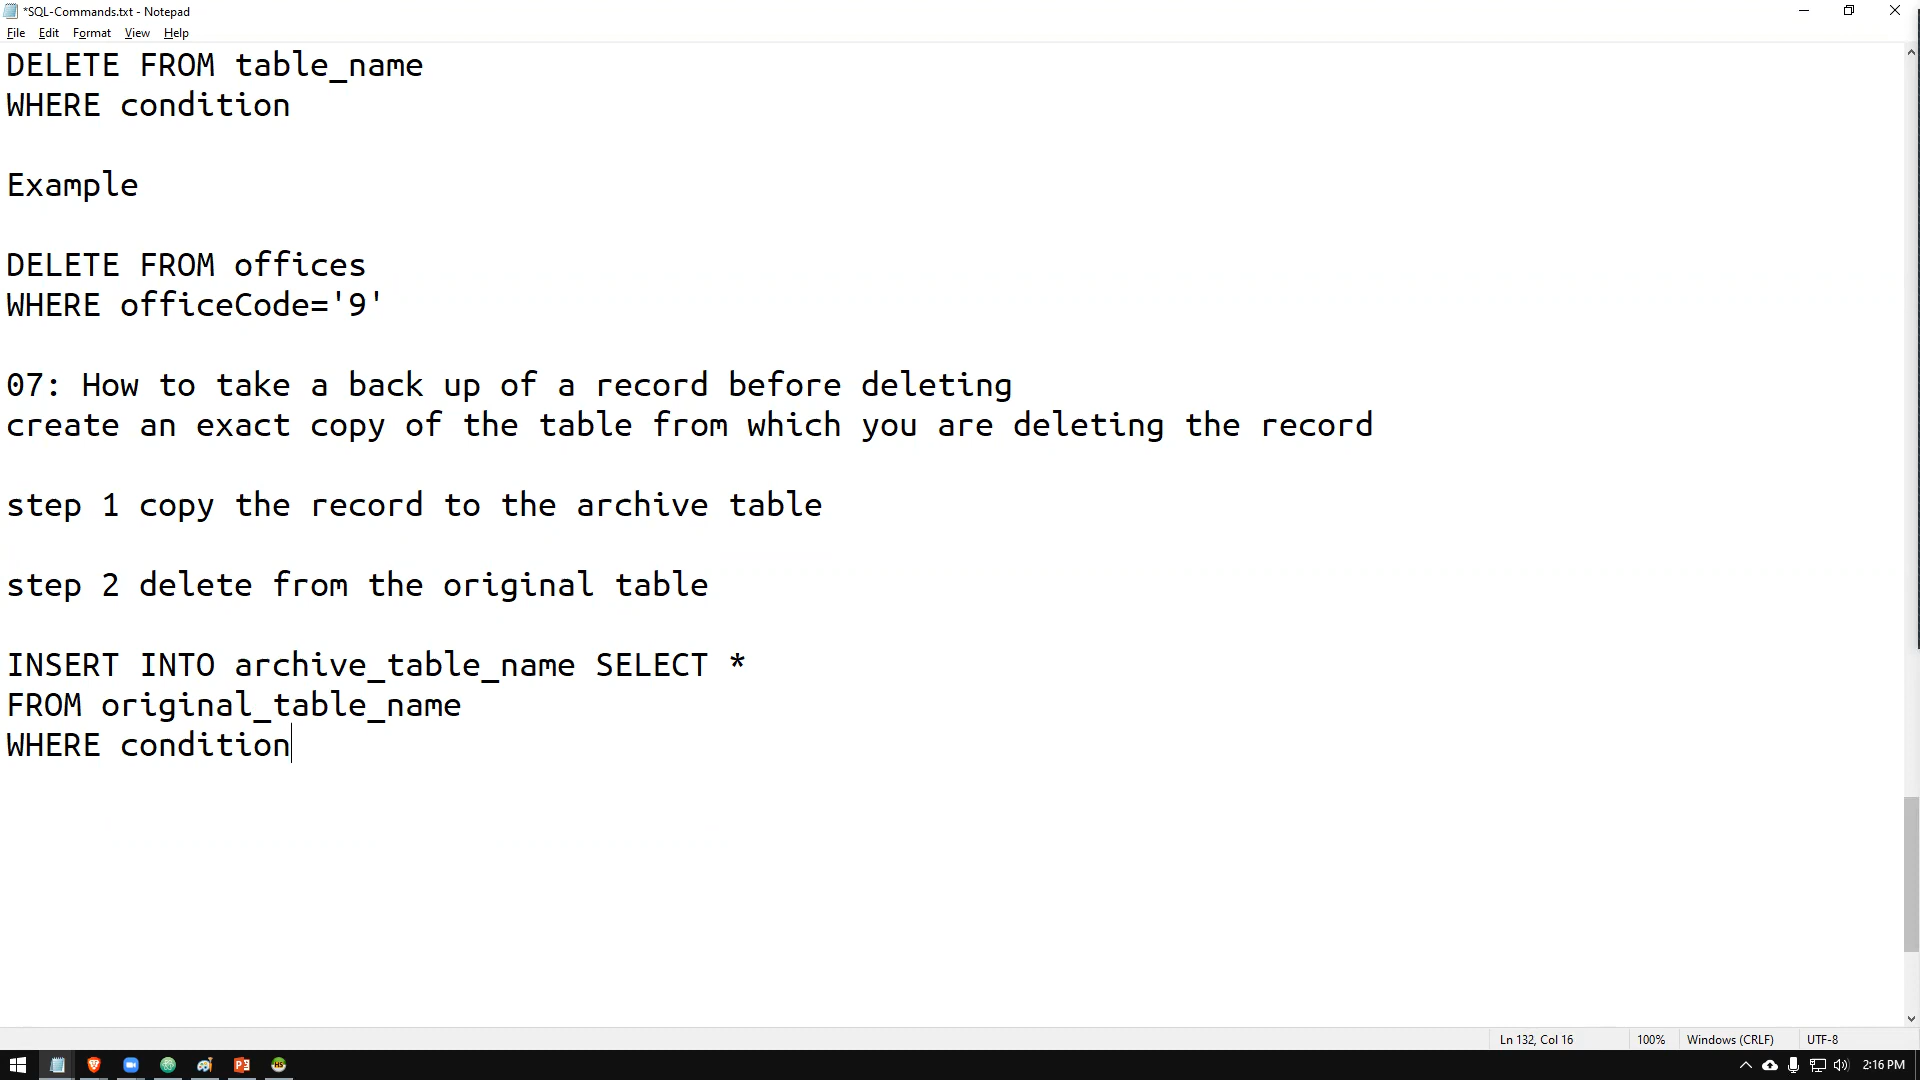 *SQL-Commands.txt - Notepad
File Edit Format View Help
DELETE FROM table_name
WHERE condition
Example
DELETE FROM offices
WHERE officeCode='9'
07: How to take a back up of a record before deleting
create an exact copy of the table from which you are deleting the record
step 1 copy the record to the archive table
step 2 delete from the original table
INSERT INTO archive_table_name SELECT *
FROM original_table_name
WHERE condition
Ln 132, Col 16 100% Windows (CRLF) UTF-8
2:16 PM